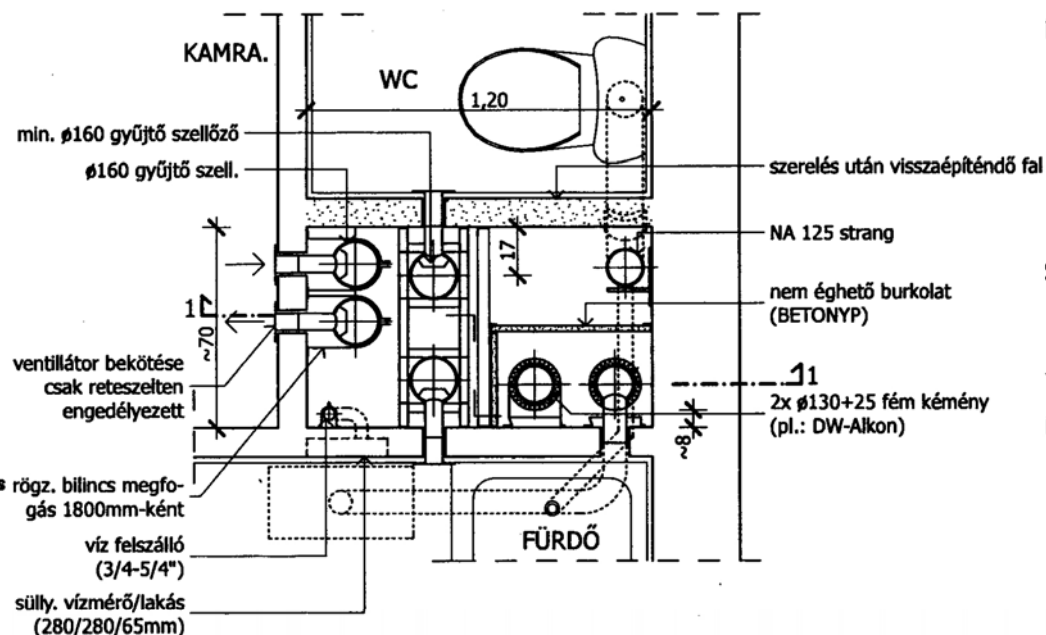 KAMRA.
WC
1,20
min. ø160 gyűjtő szellőző
ø160 gyűjtő szell.
szerelés után visszaépíténdő fal
NA 125 strang
17
nem éghető burkolat
(BETONYP)
1
~70
ventillátor bekötése
csak reteszelten
engedélyezett
1
2x ø130+25 fém kémény
(pl.: DW-Alkon)
~8
s rögz. bilincs megfo-
gás 1800mm-ként
víz felszálló
(3/4-5/4")
FÜRDŐ
sülly. vízmérő/lakás
(280/280/65mm)